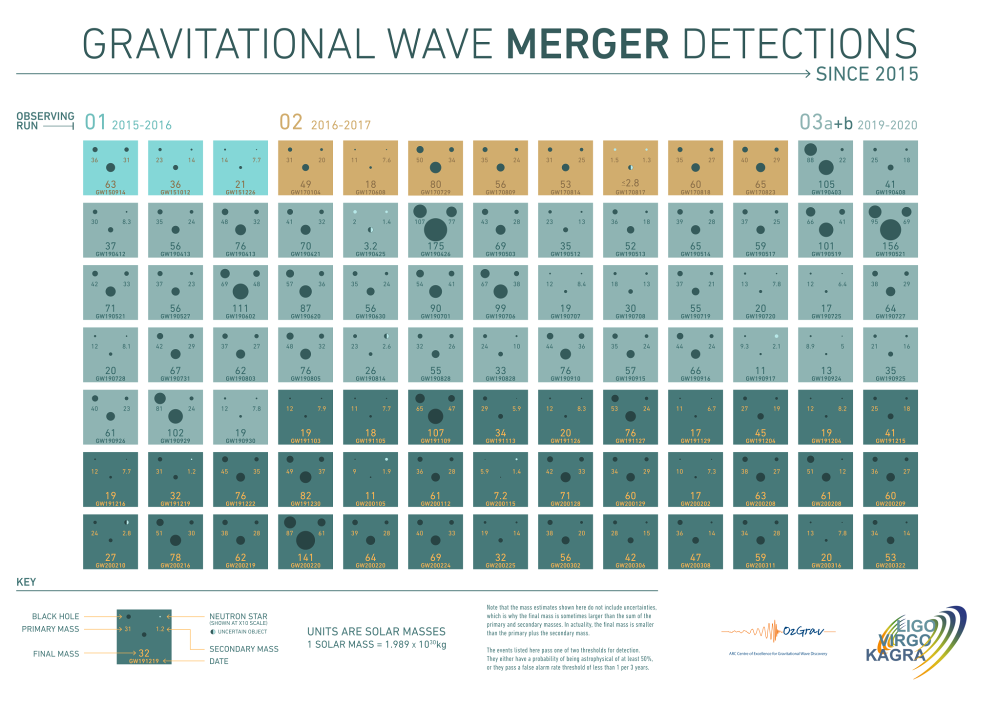 GRAVITATIONAL WAVE MERGER DETECTIONS
SINCE 2015
OBSERVING
RUN
01 2015-2016
02 2016-2017
03a+b 2019-2020
36 31 23 14 14 7.7 31 20 11 7.6 50 34 35 24 31 25 1.5 1.3 35 27 40 29 88 22 25 18
63 36 21 49 18 80 56 53 ≤2.8 60 65 105 41
GW150914 GW151012 GW151226 GW170104 GW170608 GW170729 GW170809 GW170814 GW170817 GW170818 GW170823 GW190403 GW190408
30 8.3 35 24 48 32 41 32 2 1.4 107 77 43 28 23 13 36 18 39 28 37 25 66 41 95 69
37 56 76 70 3.2 175 69 35 52 65 59 101 156
GW190412 GW190413 GW190413 GW190421 GW190425 GW190426 GW190503 GW190512 GW190513 GW190514 GW190517 GW190519 GW190521
42 33 37 23 69 48 57 36 35 24 54 41 67 38 12 8.4 18 13 37 21 13 7.8 12 6.4 38 29
71 56 111 87 56 90 99 19 30 55 20 17 64
GW190521 GW190527 GW190602 GW190620 GW190630 GW190701 GW190706 GW190707 GW190708 GW190719 GW190720 GW190725 GW190727
12 8.1 42 29 37 27 48 32 23 2.6 32 26 24 10 44 36 35 24 44 24 9.3 2.1 8.9 5 21 16
20 67 62 76 26 55 33 76 57 66 11 13 35
GW190728 GW190731 GW190803 GW190805 GW190814 GW190828 GW190828 GW190910 GW190915 GW190916 GW190917 GW190924 GW190925
40 23 81 24 12 7.8 12 7.9 11 7.7 65 47 29 5.9 12 8.3 53 24 11 6.7 27 19 12 8.2 25 18
61 102 19 19 18 107 34 20 76 17 45 19 41
GW190926 GW190929 GW190930 GW191103 GW191105 GW191109 GW191113 GW191126 GW191127 GW191129 GW191204 GW191204 GW191215
12 7.7 31 1.2 45 35 49 37 9 1.9 36 28 5.9 1.4 42 33 34 29 10 7.3 38 27 51 12 36 27
19 32 76 82 11 61 7.2 71 60 17 63 61 60
GW191216 GW191219 GW191222 GW191230 GW200105 GW200112 GW200115 GW200128 GW200129 GW200202 GW200208 GW200208 GW200209
24 2.8 51 30 38 28 87 61 39 28 40 33 19 14 38 20 28 15 36 14 34 28 13 7.8 34 14
27 78 62 141 64 69 32 56 42 47 59 20 53
GW200210 GW200216 GW200219 GW200220 GW200220 GW200224 GW200225 GW200302 GW200306 GW200308 GW200311 GW200316 GW200322
KEY
BLACK HOLE
PRIMARY MASS
FINAL MASS
31 1.2
32
GW191219
NEUTRON STAR
(SHOWN AT X10 SCALE)
UNCERTAIN OBJECT
SECONDARY MASS
DATE
UNITS ARE SOLAR MASSES
1 SOLAR MASS = 1.989 x 10³⁰kg
Note that the mass estimates shown here do not include uncertainties,
which is why the final mass is sometimes larger than the sum of the
primary and secondary masses. In actuality, the final mass is smaller
than the primary plus the secondary mass.
The events listed here pass one of two thresholds for detection.
They either have a probability of being astrophysical of at least 50%,
or they pass a false alarm rate threshold of less than 1 per 3 years.
OzGrav
ARC Centre of Excellence for Gravitational Wave Discovery
LIGO
VIRGO
KAGRA